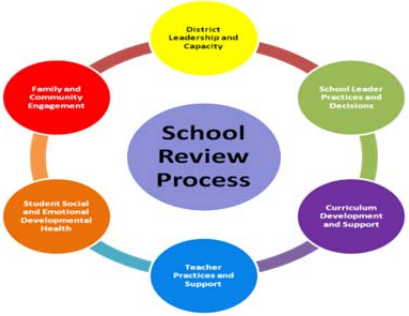 District
Leadership and
Capacity
School Leader
Practices and
Decisions
Curriculum
Development
and Support
Teacher
Practices and
Support
Student Social
and Emotional
Developmental
Health
Family and
Community
Engagement
School
Review
Process